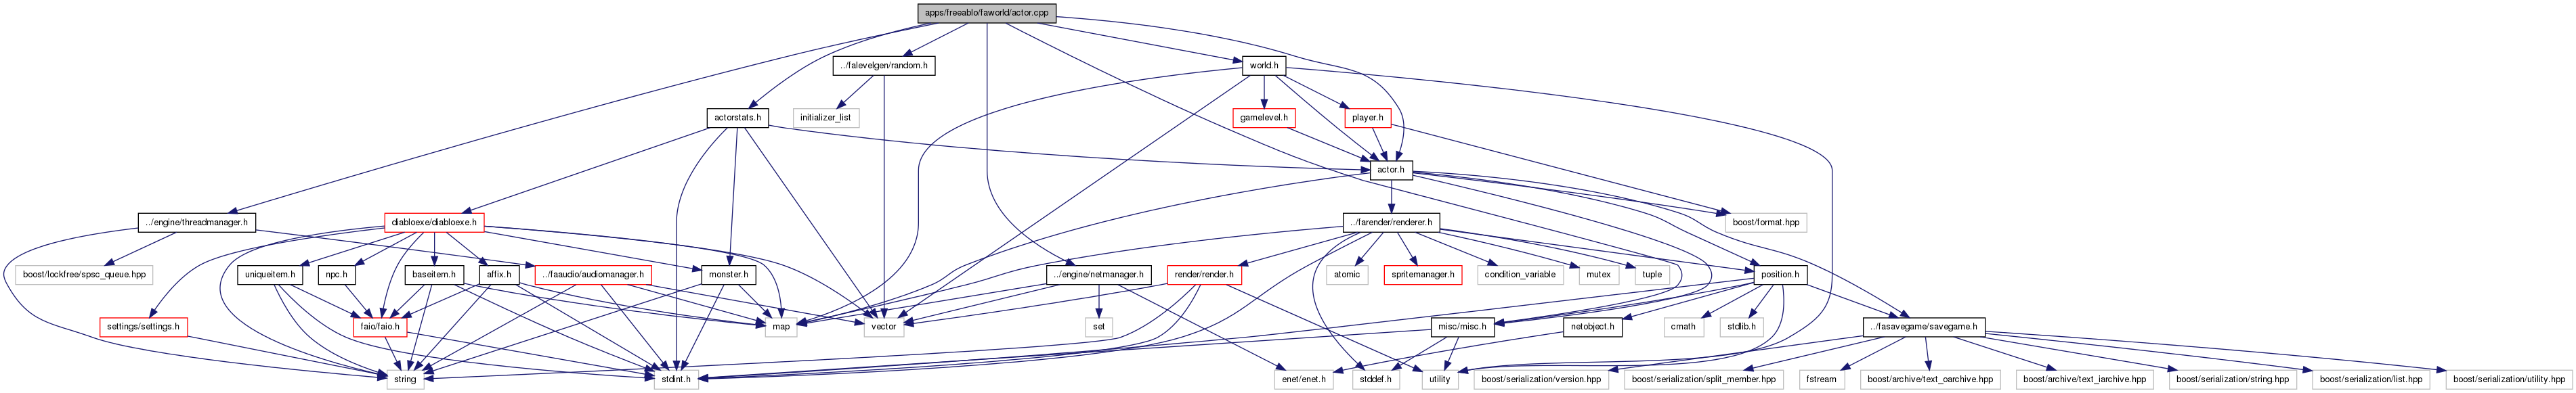 apps/freeablo/faworld/actor.cpp
../falevelgen/random.h
world.h
actorstats.h
initializer_list
gamelevel.h
player.h
actor.h
../engine/threadmanager.h
diabloexe/diabloexe.h
../farender/renderer.h
boost/format.hpp
boost/lockfree/spsc_queue.hpp
uniqueitem.h
npc.h
baseitem.h
affix.h
../faaudio/audiomanager.h
monster.h
../engine/netmanager.h
render/render.h
atomic
spritemanager.h
condition_variable
mutex
tuple
position.h
settings/settings.h
faio/faio.h
map
vector
set
misc/misc.h
netobject.h
cmath
stdlib.h
../fasavegame/savegame.h
string
stdint.h
enet/enet.h
stddef.h
utility
boost/serialization/version.hpp
boost/serialization/split_member.hpp
fstream
boost/archive/text_oarchive.hpp
boost/archive/text_iarchive.hpp
boost/serialization/string.hpp
boost/serialization/list.hpp
boost/serialization/utility.hpp